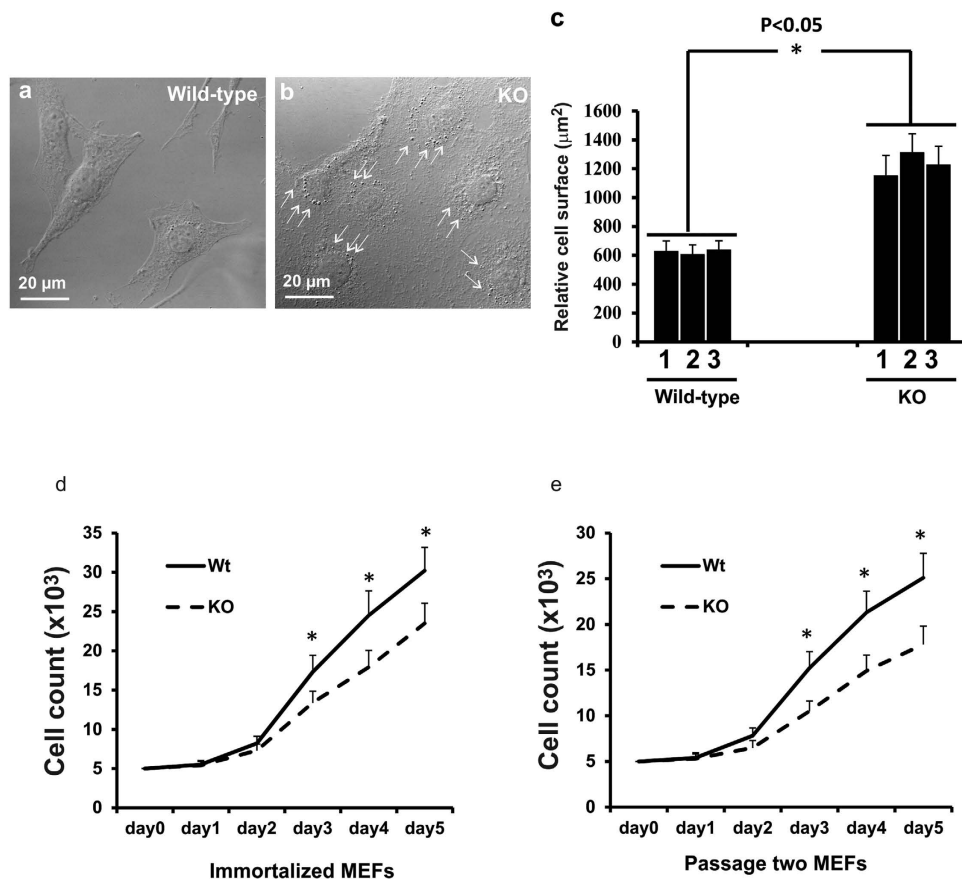 a
Wild-type
20 µm
b
KO
20 µm
c
P<0.05
*
Relative cell surface (µm²)
1600
1400
1200
1000
800
600
400
200
0
1 2 3
1 2 3
Wild-type
KO
d
Cell count (x10³)
35
30
25
20
15
10
5
0
Wt
KO
*
*
*
day0 day1 day2 day3 day4 day5
Immortalized MEFs
e
Cell count (x10³)
30
25
20
15
10
5
0
Wt
KO
*
*
*
day0 day1 day2 day3 day4 day5
Passage two MEFs